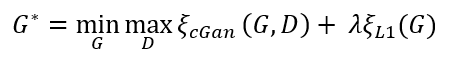 G* = min_G max_D ξ_cGan (G, D) + λξ_L1(G)